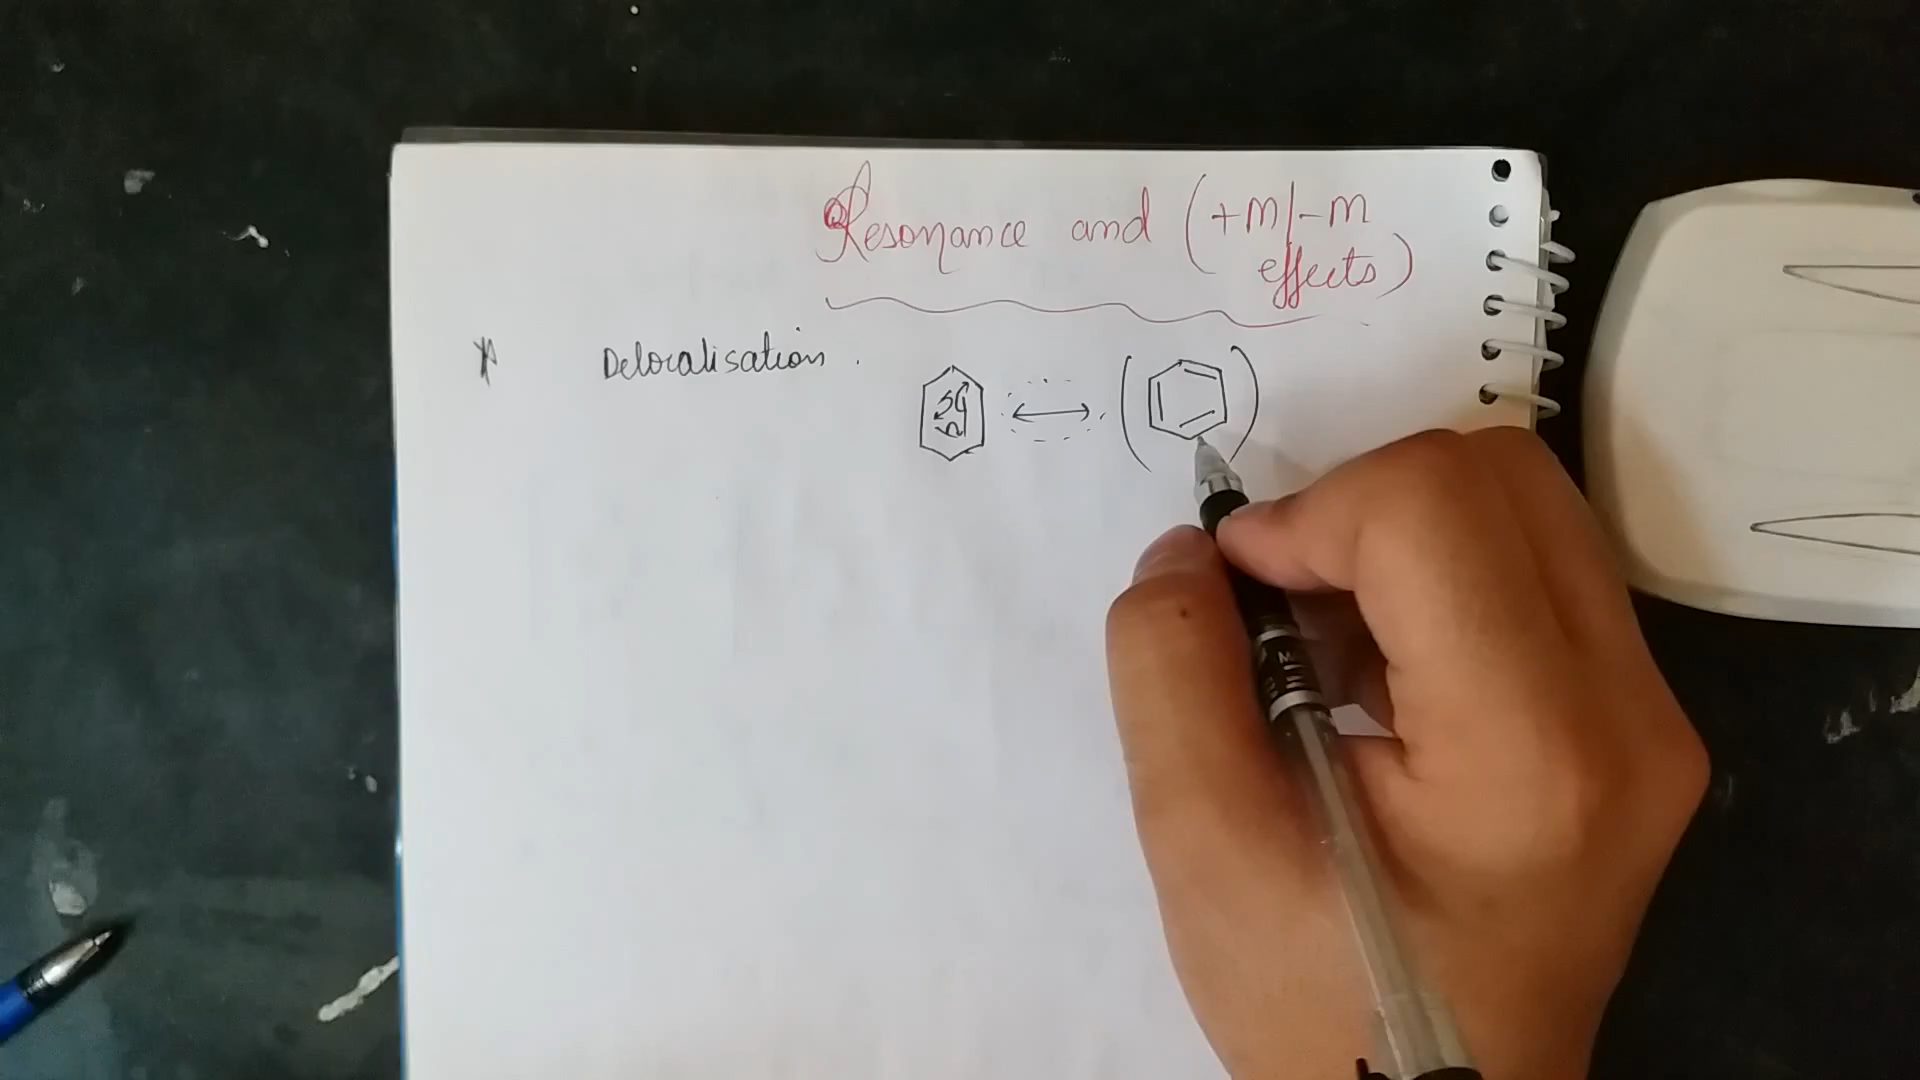 Resonance and (+m/-m
effects)
* Delocalisation.